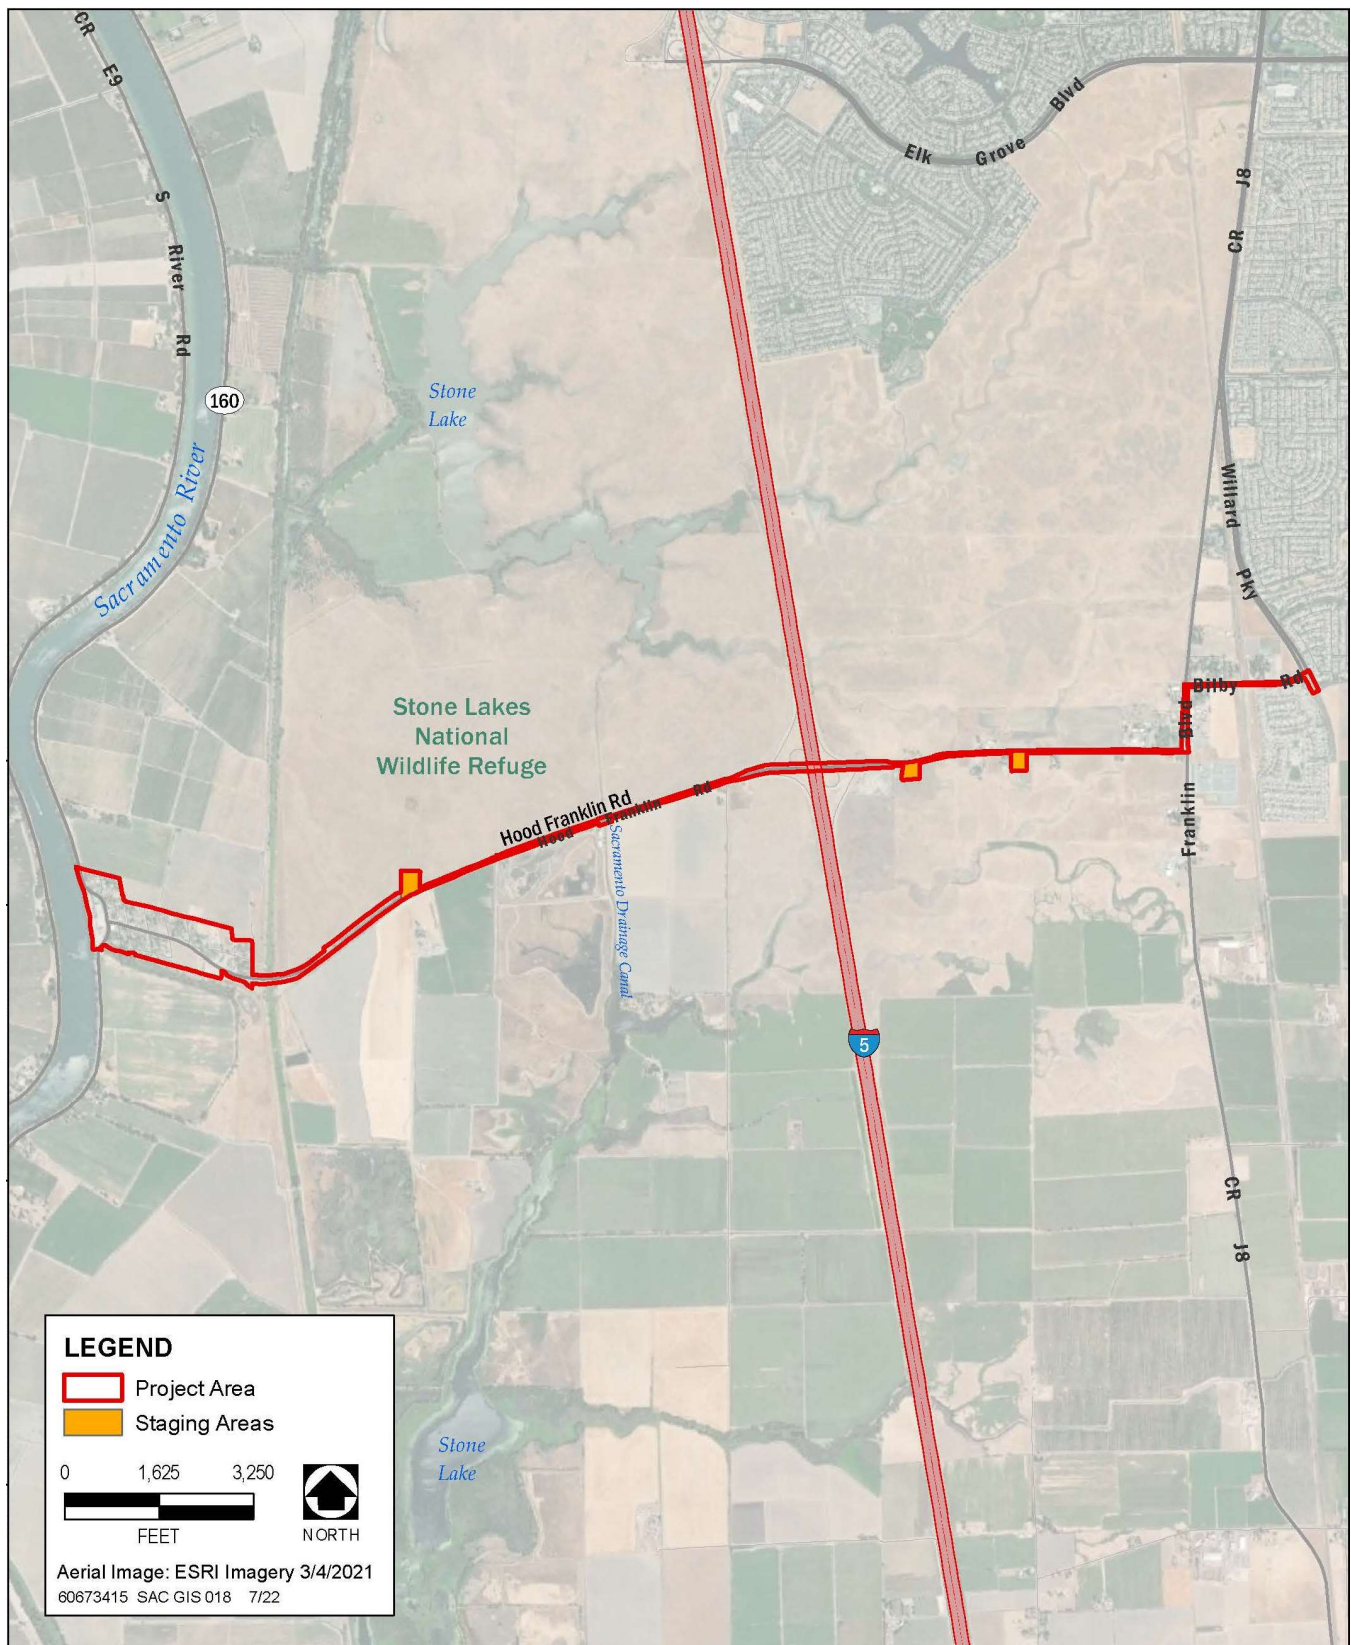 CR E9
Elk Grove Blvd
CR J8
S River Rd
160
Stone
Lake
Sacramento River
Willard Pky
Bilby Rd
Stone Lakes
National
Wildlife Refuge
Franklin Blvd
Hood Franklin Rd
Hood Franklin Rd
Sacramento Drainage Canal
5
CR J8
Stone
Lake
LEGEND
Project Area
Staging Areas
0 1,625 3,250
FEET
NORTH
Aerial Image: ESRI Imagery 3/4/2021
60673415 SAC GIS 018 7/22